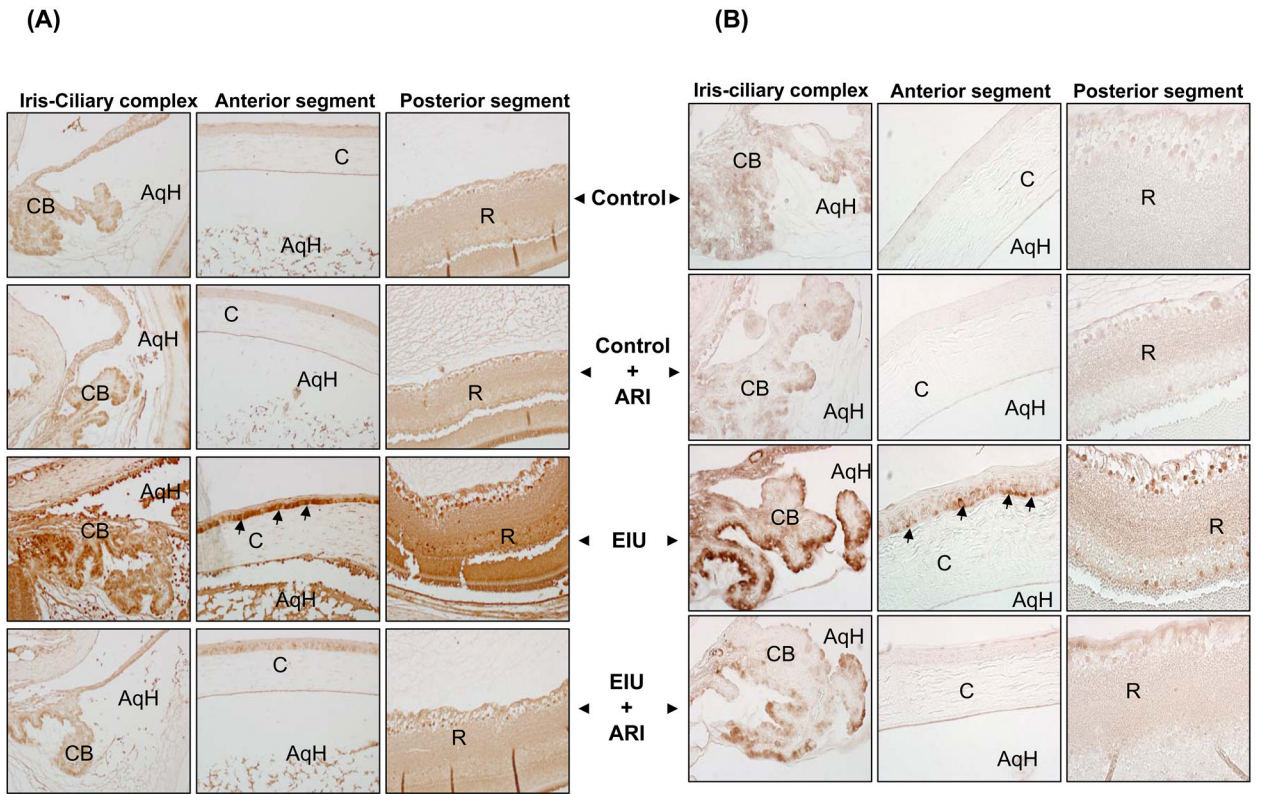 (A)
(B)
Iris-Ciliary complex Anterior segment Posterior segment
Iris-ciliary complex Anterior segment Posterior segment
CB AqH
C AqH
R
Control
CB AqH
C AqH
R
AqH CB
C AqH
R
Control
+
ARI
CB AqH
C AqH
R
AqH CB
C AqH
R
EIU
AqH CB
C AqH
R
AqH CB
C AqH
R
EIU
+
ARI
AqH CB
C AqH
R